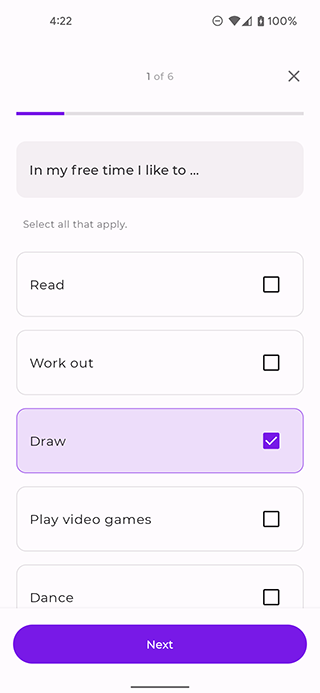 4:22
100%
1 of 6
In my free time I like to ...
Select all that apply.
Read
Work out
Draw
Play video games
Dance
Next